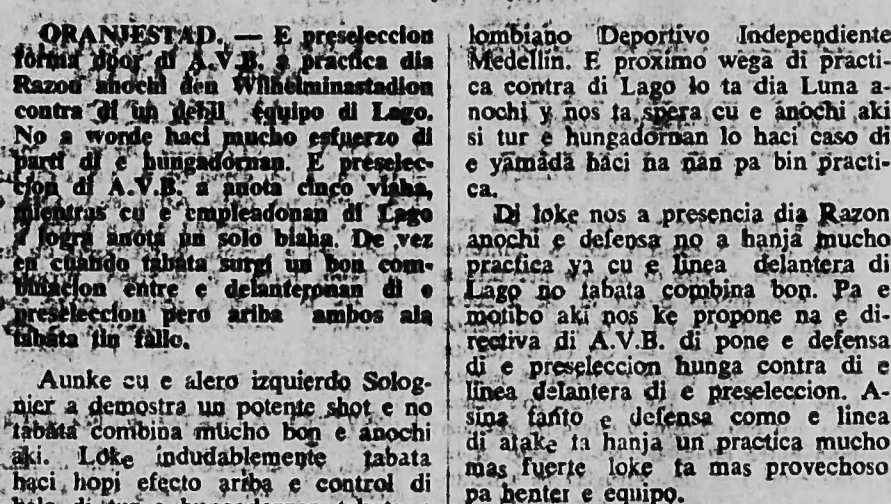 ORANJESTAD. — E preseleccion
forma door di A.V.B. a practica dia
Razon anochi den Wilhelminastadion
contra di un debil equipo di Lago.
No a worde haci mucho esfuerzo di
parti di e hungadornan. E preselec-
cion di A.V.B. a anota cinco viaha,
mientras cu e empleadonan di Lago
a logra anota un solo biaha. De vez
en cuando tabata surgi un bon com-
binacion entre e delanteronan di e
preseleccion pero ariba ambos ala
tabata tin fallo.
Aunke cu e alero izquierdo Solog-
nier a demostra un potente shot e no
tabata combina mucho bon e anochi
aki. Loke indudablemente tabata
haci hopi efecto ariba e control di
lombiano Deportivo Independiente
Medellin. E proximo wega di practi-
ca contra di Lago lo ta dia Luna a-
nochi y nos ta spera cu e anochi aki
si tur e hungadornan lo haci caso di
e yamada haci na nan pa bin practi-
ca.
Di loke nos a presencia dia Razon
anochi e defensa no a hanja mucho
practica ya cu e linea delantera di
Lago no tabata combina bon. Pa e
motibo aki nos ke propone na e di-
rectiva di A.V.B. di pone e defensa
di e preseleccion hunga contra di e
linea delantera di e preseleccion. A-
sina tanto e defensa como e linea
di atake ta hanja un practica mucho
mas fuerte loke ta mas provechoso
pa henter e equipo.